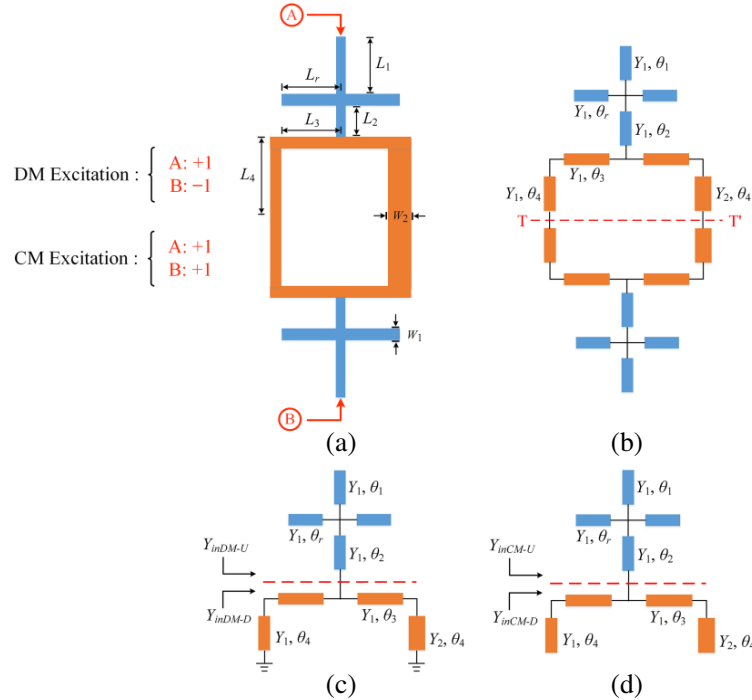 A
L1
Lr
L2
L3
DM Excitation :
A: +1
B: −1
L4
W2
CM Excitation :
A: +1
B: +1
W1
B
(a)
Y1, θ1
Y1, θr
Y1, θ2
Y1, θ3
Y1, θ4
Y2, θ4
T
T'
(b)
Y1, θ1
Y1, θr
YinDM-U
Y1, θ2
YinDM-D
Y1, θ3
Y1, θ4
Y2, θ4
(c)
Y1, θ1
Y1, θr
YinCM-U
Y1, θ2
YinCM-D
Y1, θ3
Y1, θ4
Y2, θ
(d)